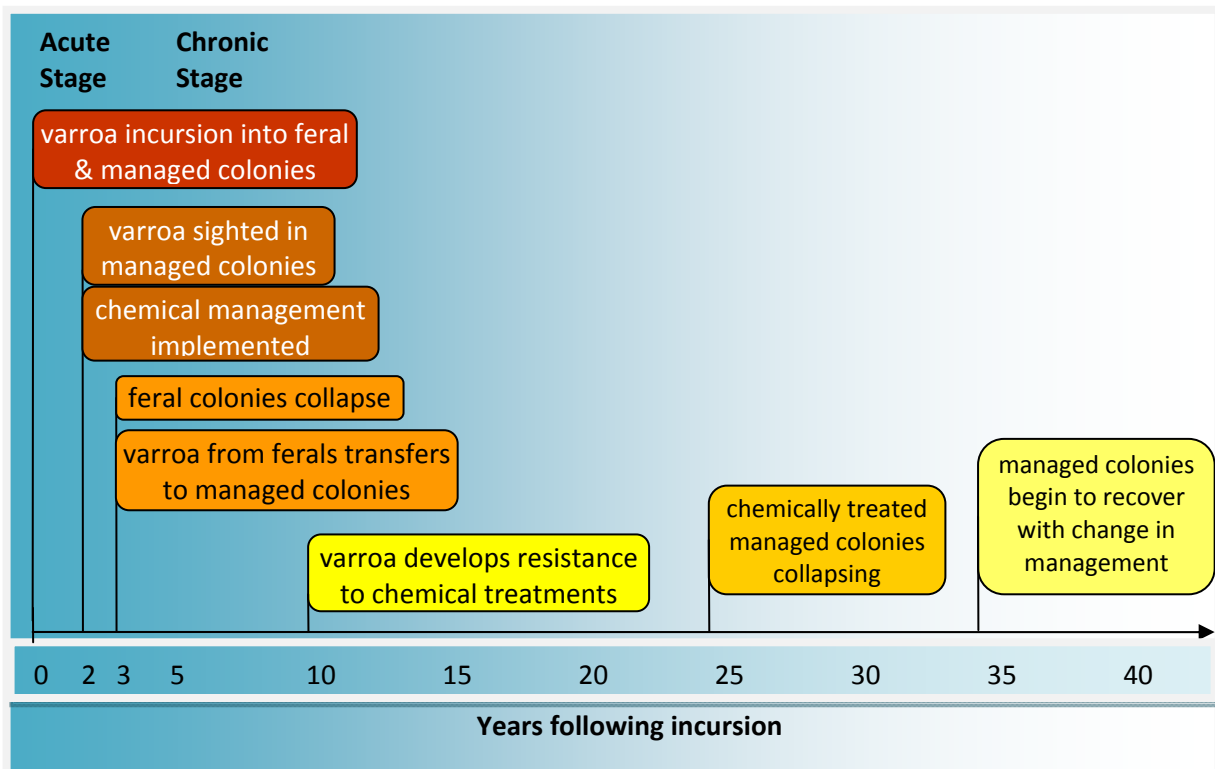 Acute
Stage
Chronic
Stage
varroa incursion into feral
& managed colonies
varroa sighted in
managed colonies
chemical management
implemented
feral colonies collapse
varroa from ferals transfers
to managed colonies
varroa develops resistance
to chemical treatments
chemically treated
managed colonies
collapsing
managed colonies
begin to recover
with change in
management
0 2 3 5 10 15 20 25 30 35 40
Years following incursion